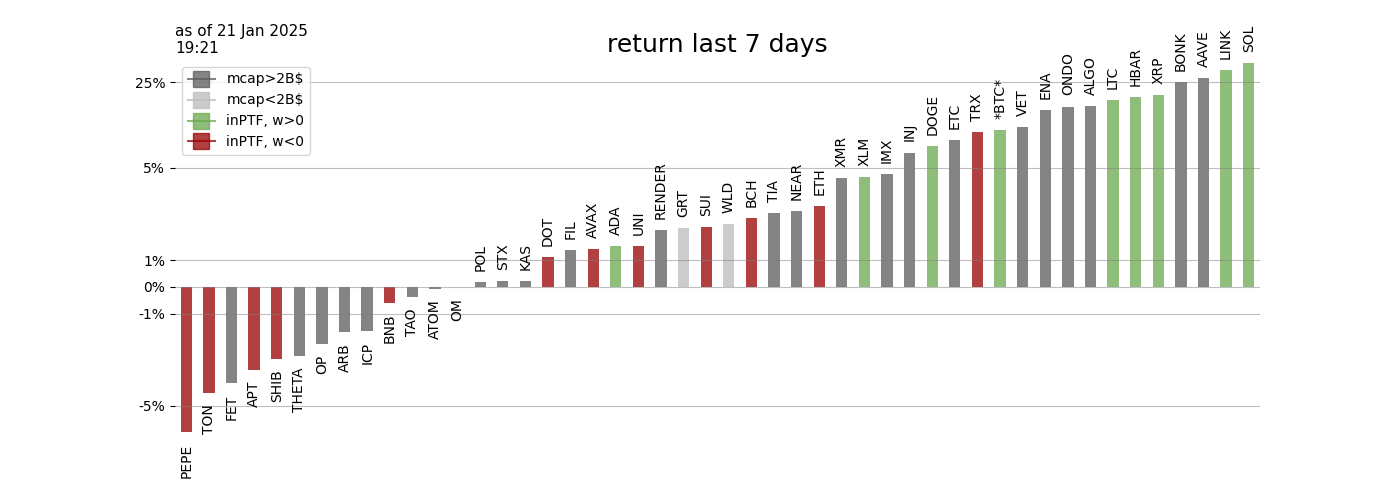 as of 21 Jan 2025
19:21
return last 7 days
mcap>2B$
mcap<2B$
inPTF, w>0
inPTF, w<0
25%
5%
1%
0%
-1%
-5%
PEPE
TON
FET
APT
SHIB
THETA
OP
ARB
ICP
BNB
TAO
ATOM
OM
POL
STX
KAS
DOT
FIL
AVAX
ADA
UNI
RENDER
GRT
SUI
WLD
BCH
TIA
NEAR
ETH
XMR
XLM
IMX
INJ
DOGE
ETC
TRX
*BTC*
VET
ENA
ONDO
ALGO
LTC
HBAR
XRP
BONK
AAVE
LINK
SOL